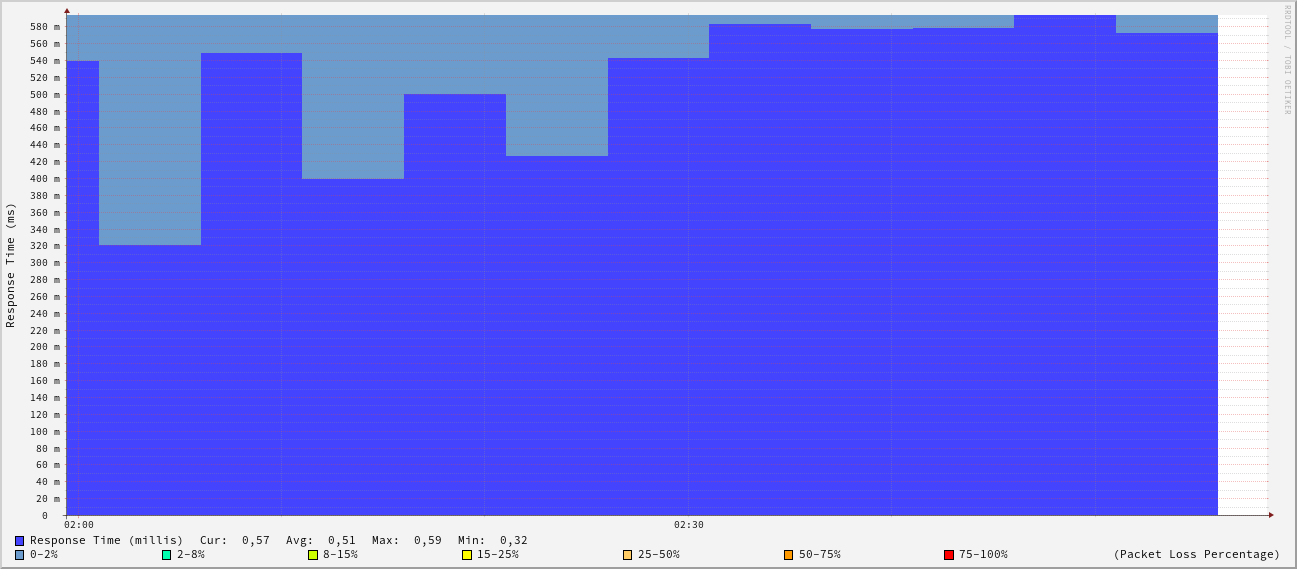 RRDTOOL / TOBI OETIKER
Response Time (ms)
580 m
560 m
540 m
520 m
500 m
480 m
460 m
440 m
420 m
400 m
380 m
360 m
340 m
320 m
300 m
280 m
260 m
240 m
220 m
200 m
180 m
160 m
140 m
120 m
100 m
80 m
60 m
40 m
20 m
0
02:00 02:30
Response Time (millis) Cur: 0,57 Avg: 0,51 Max: 0,59 Min: 0,32
0-2% 2-8% 8-15% 15-25% 25-50% 50-75% 75-100% (Packet Loss Percentage)